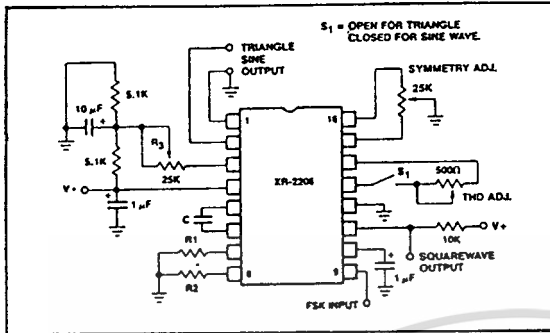 S₁ = OPEN FOR TRIANGLE
CLOSED FOR SINE WAVE.
TRIANGLE
SINE
OUTPUT
SYMMETRY ADJ.
5.1K
10 µF
+
25K
1
16
R₃
5.1K
25K
XR-2206
S₁
500Ω
THD ADJ.
V+
+
1 µF
C
V+
10K
R1
+
SQUAREWAVE
OUTPUT
R2
8
9
1 µF
FSK INPUT